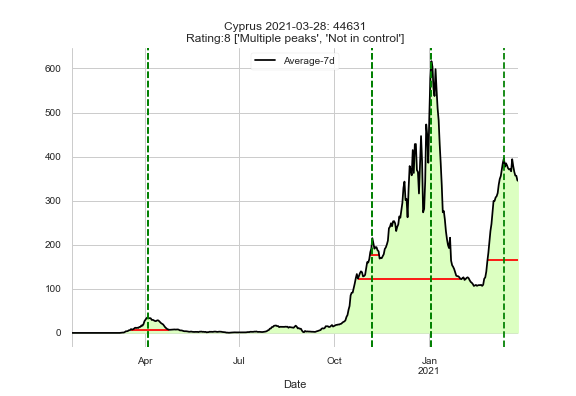 Cyprus 2021-03-28: 44631
Rating:8 ['Multiple peaks', 'Not in control']
Average-7d
600
500
400
300
200
100
0
Apr
Jul
Oct
Jan
2021
Date